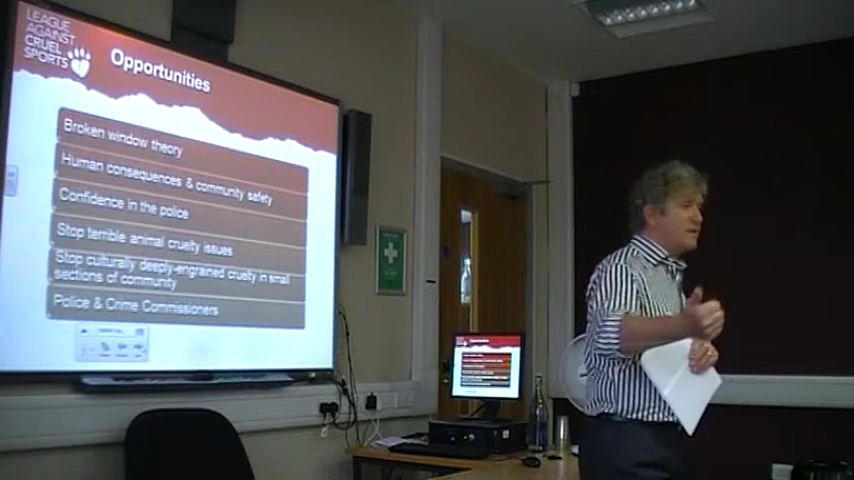 LEAGUE
AGAINST
CRUEL
SPORTS
Opportunities
Broken window theory
Human consequences & community safety
Confidence in the police
Stop terrible animal cruelty issues
Stop culturally deeply-engrained cruelty in small
sections of community
Police & Crime Commissioners